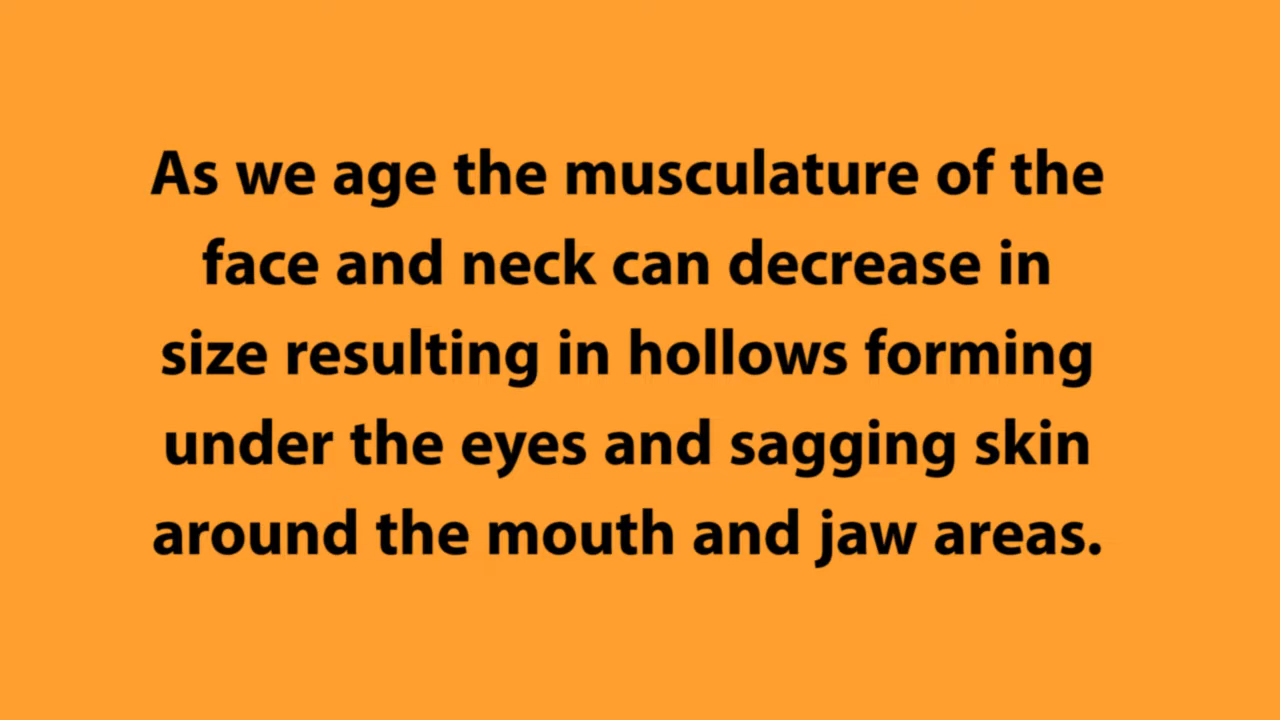 As we age the musculature of the
face and neck can decrease in
size resulting in hollows forming
under the eyes and sagging skin
around the mouth and jaw areas.